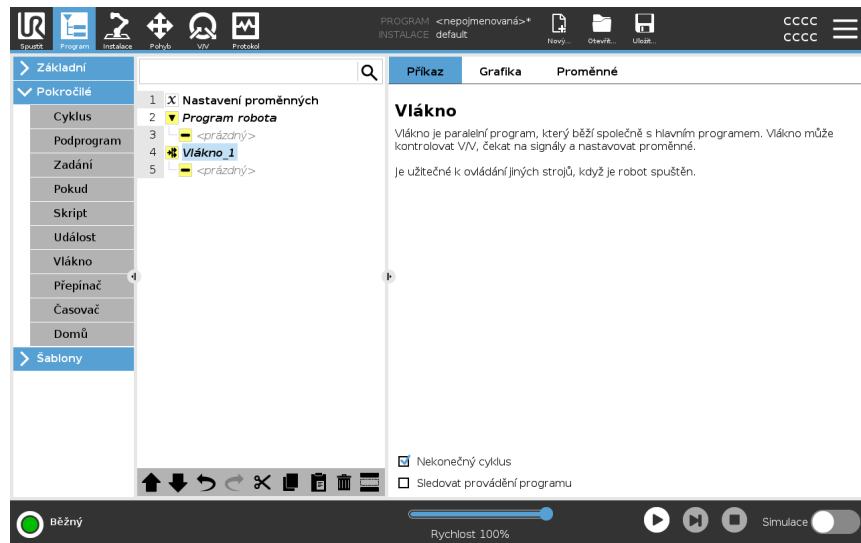 PROGRAM <nepojmenovaná>*
INSTALACE default
UR
Spustit Program Instalace Pohyb V/V Protokol
Nový... Otevřít... Uložit...
CCCC
CCCC
Základní
Pokročilé
Cyklus
Podprogram
Zadání
Pokud
Skript
Událost
Vlákno
Přepínač
Časovač
Domů
Šablony
1 X Nastavení proměnných
2 Program robota
3 <prázdný>
4 Vlákno_1
5 <prázdný>
Příkaz Grafika Proměnné
Vlákno
Vlákno je paralelní program, který běží společně s hlavním programem. Vlákno může
kontrolovat V/V, čekat na signály a nastavovat proměnné.
Je užitečné k ovládání jiných strojů, když je robot spuštěn.
Nekonečný cyklus
Sledovat provádění programu
Běžný
Rychlost 100%
Simulace